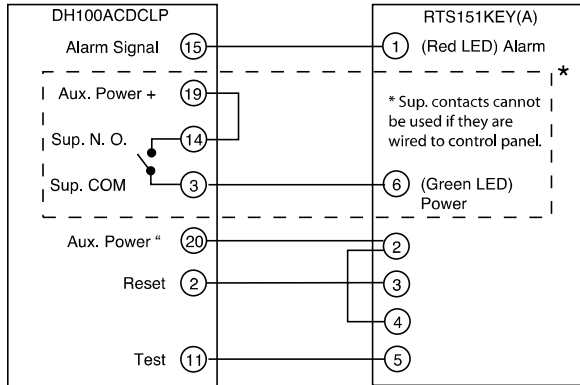 DH100ACDCLP RTS151KEY(A)
Alarm Signal 15 1 (Red LED) Alarm
*
Aux. Power + 19
* Sup. contacts cannot
be used if they are
wired to control panel.
Sup. N. O. 14
Sup. COM 3 6 (Green LED)
Power
Aux. Power “ 20 2
Reset 2 3
4
Test 11 5